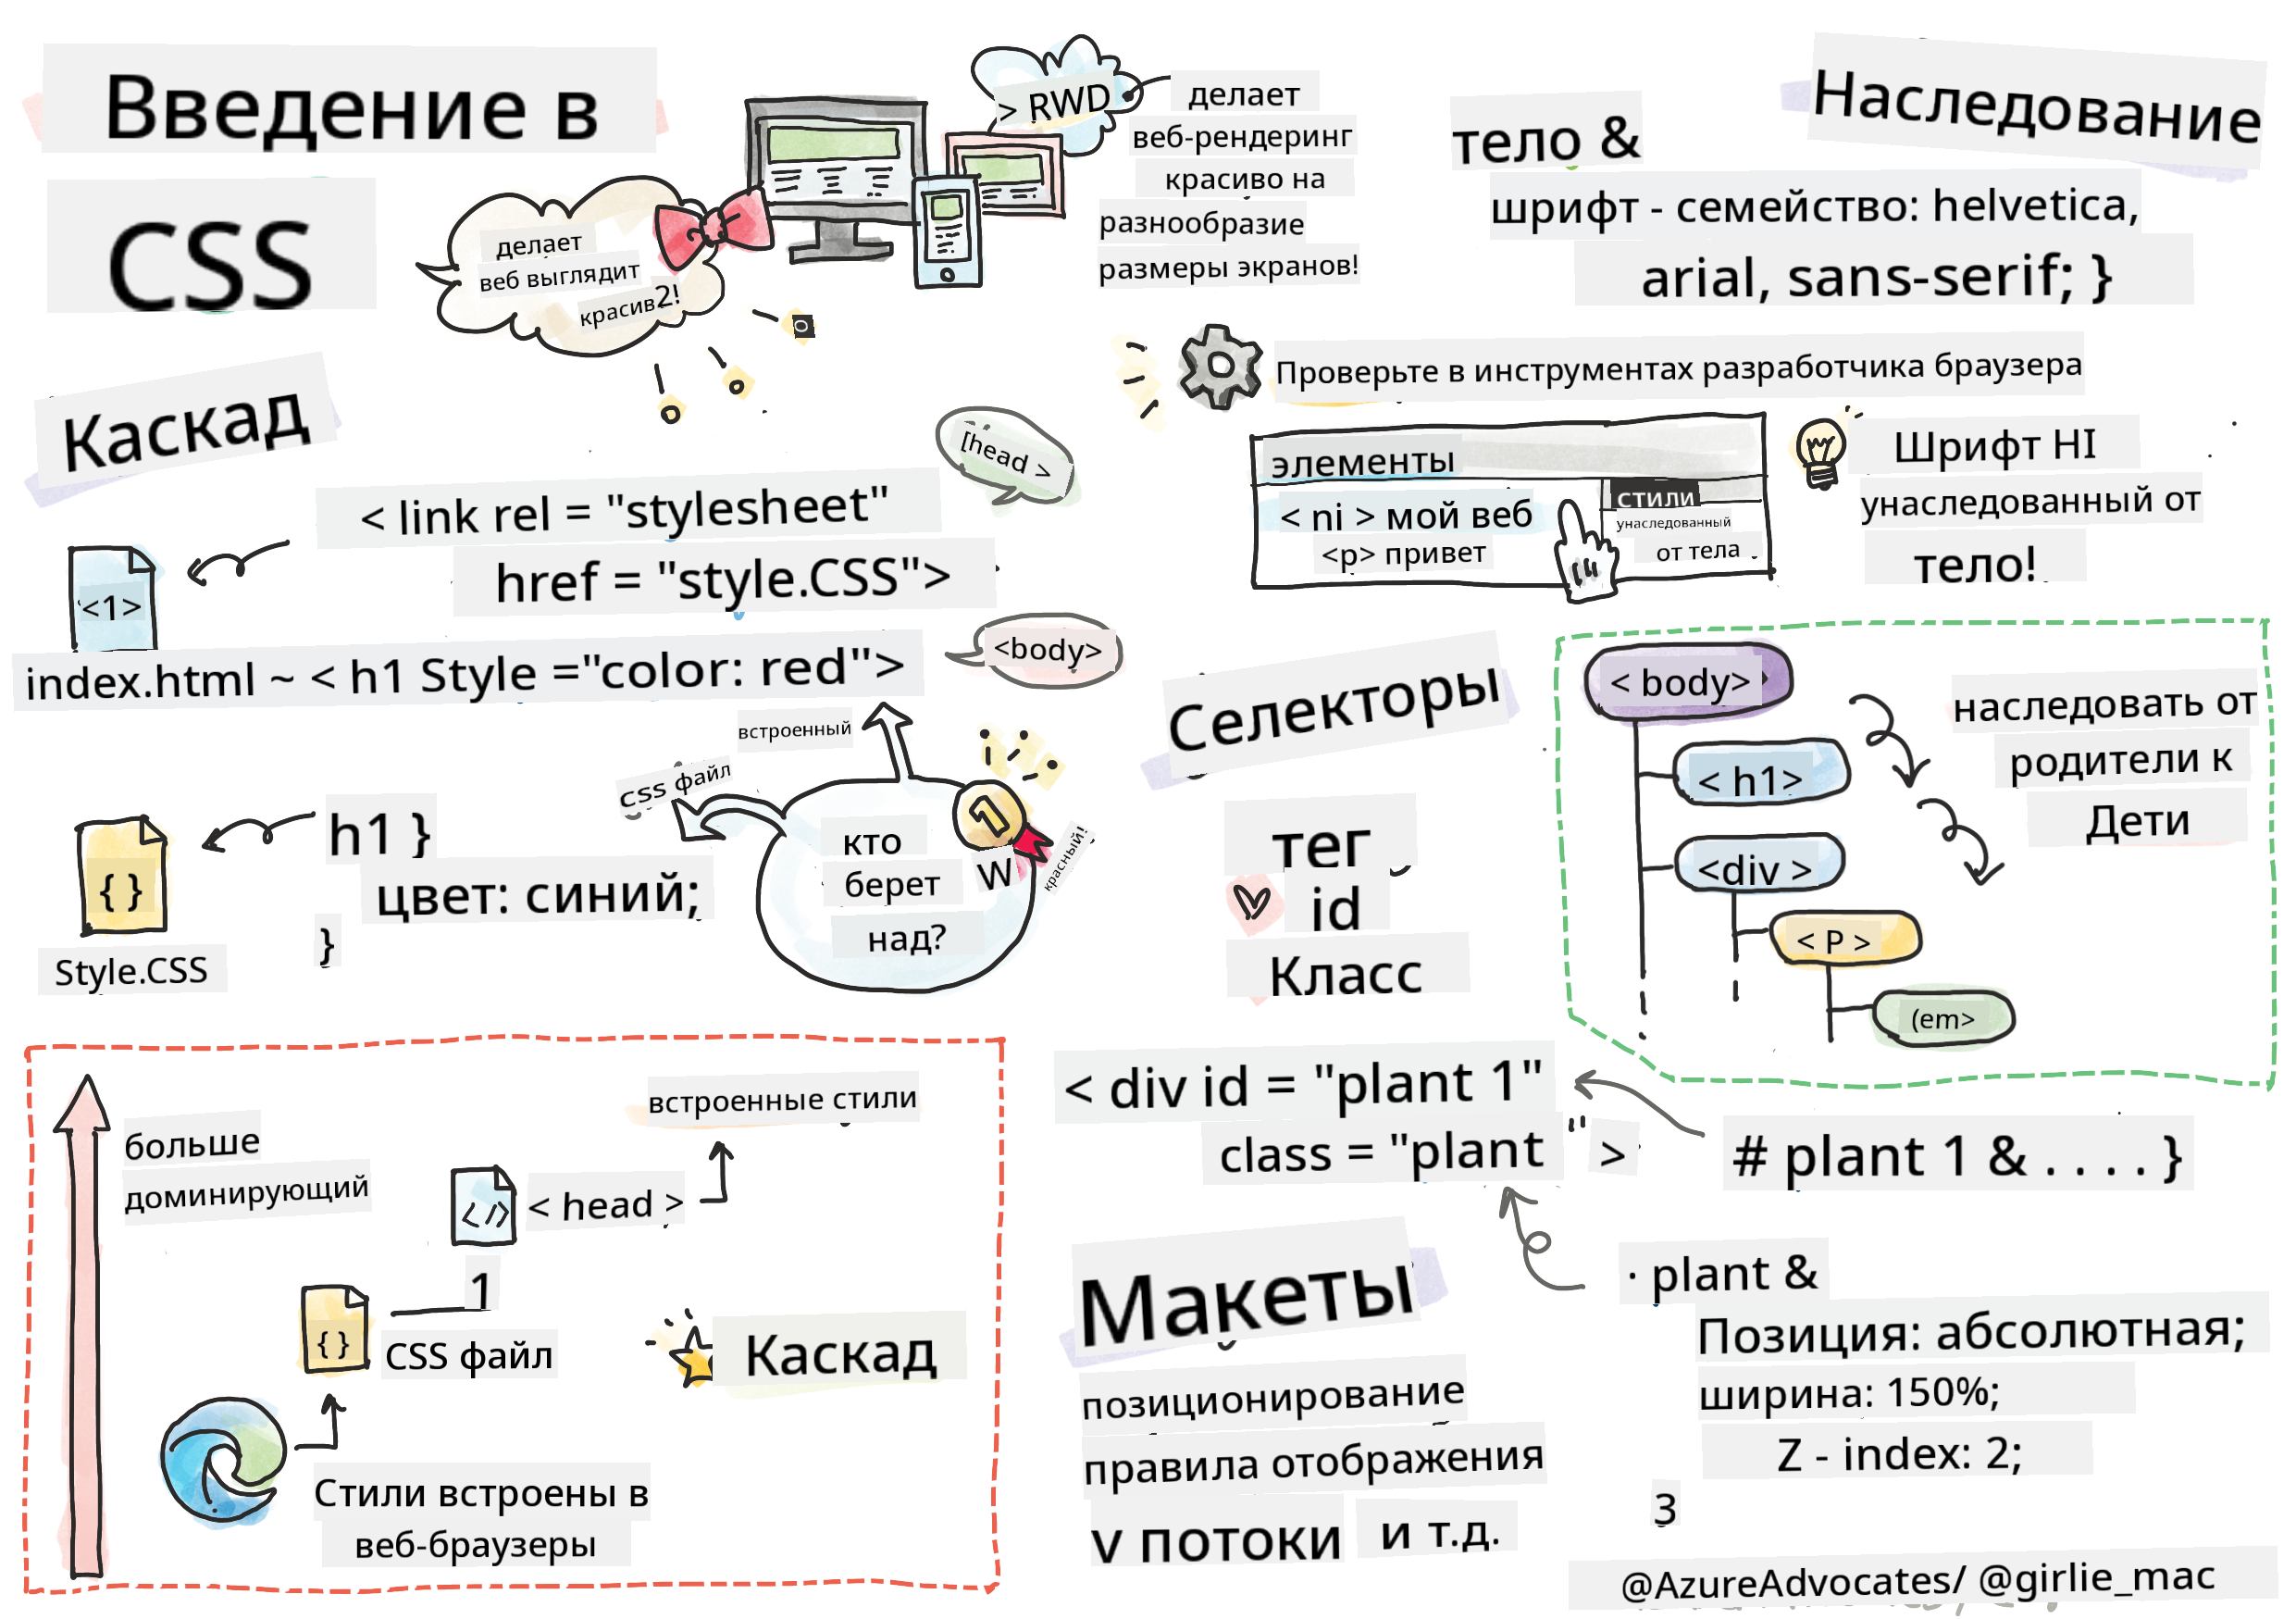 Введение в
CSS
делает
веб выглядит
красив2!
> RWD
делает
веб-рендеринг
красиво на
разнообразие
размеры экранов!
Наследование
тело &
шрифт - семейство: helvetica,
arial, sans-serif; }
Проверьте в инструментах разработчика браузера
элементы
< ni > мой веб
<p> привет
стили
унаследованный
от тела
Шрифт HI
унаследованный от
тело!
Каскад
[head >
< link rel = "stylesheet"
href = "style.CSS">
<1>
index.html ~ < h1 Style ="color: red">
<body>
встроенный
css файл
h1 }
цвет: синий;
}
{ }
Style.CSS
кто
берет
над?
1
W
красный!
Селекторы
тег
id
Класс
< body>
< h1>
<div >
< P >
(em>
наследовать от
родители к
Дети
< div id = "plant 1"
class = "plant " >
# plant 1 & . . . . }
· plant &
Позиция: абсолютная;
ширина: 150%;
Z - index: 2;
3
больше
доминирующий
встроенные стили
</>
< head >
1
{ }
CSS файл
Каскад
Стили встроены в
веб-браузеры
Макеты
позиционирование
правила отображения
v потоки и т.д.
@AzureAdvocates/ @girlie_mac